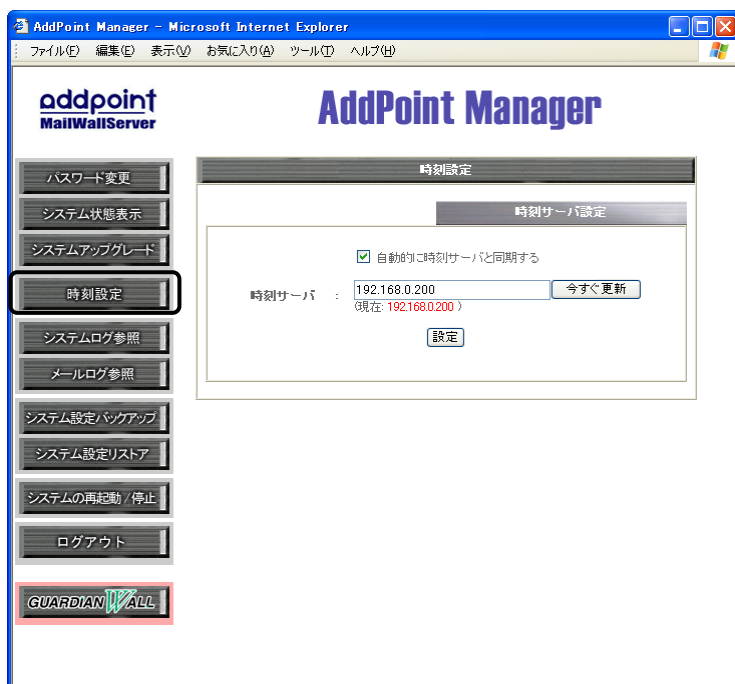 AddPoint Manager - Microsoft Internet Explorer
ファイル(F) 編集(E) 表示(V) お気に入り(A) ツール(T) ヘルプ(H)
addpoint
MailWallServer
AddPoint Manager
パスワード変更
システム状態表示
システムアップグレード
時刻設定
システムログ参照
メールログ参照
システム設定バックアップ
システム設定リストア
システムの再起動/停止
ログアウト
GUARDIAN WALL
時刻設定
時刻サーバ設定
自動的に時刻サーバと同期する
時刻サーバ : 192.168.0.200 今すぐ更新
(現在: 192.168.0.200 )
設定